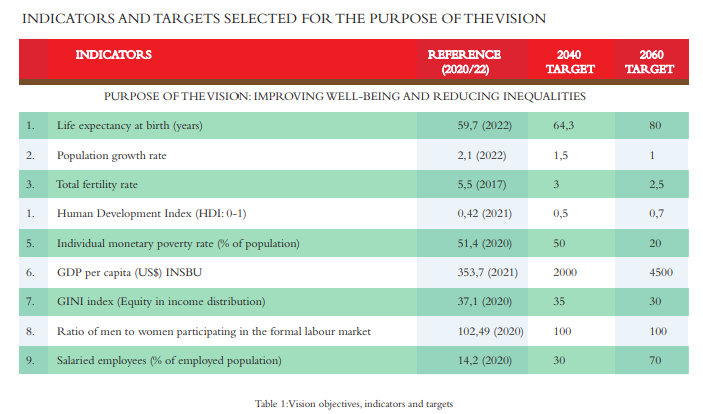 INDICATORS AND TARGETS SELECTED FOR THE PURPOSE OF THE VISION
INDICATORS REFERENCE (2020/22) 2040 TARGET 2060 TARGET
PURPOSE OF THE VISION: IMPROVING WELL-BEING AND REDUCING INEQUALITIES
1. Life expectancy at birth (years) 59,7 (2022) 64,3 80
2. Population growth rate 2,1 (2022) 1,5 1
3. Total fertility rate 5,5 (2017) 3 2,5
1. Human Development Index (HDI: 0-1) 0,42 (2021) 0,5 0,7
5. Individual monetary poverty rate (% of population) 51,4 (2020) 50 20
6. GDP per capita (US$) INSBU 353,7 (2021) 2000 4500
7. GINI index (Equity in income distribution) 37,1 (2020) 35 30
8. Ratio of men to women participating in the formal labour market 102,49 (2020) 100 100
9. Salaried employees (% of employed population) 14,2 (2020) 30 70
Table 1:Vision objectives, indicators and targets